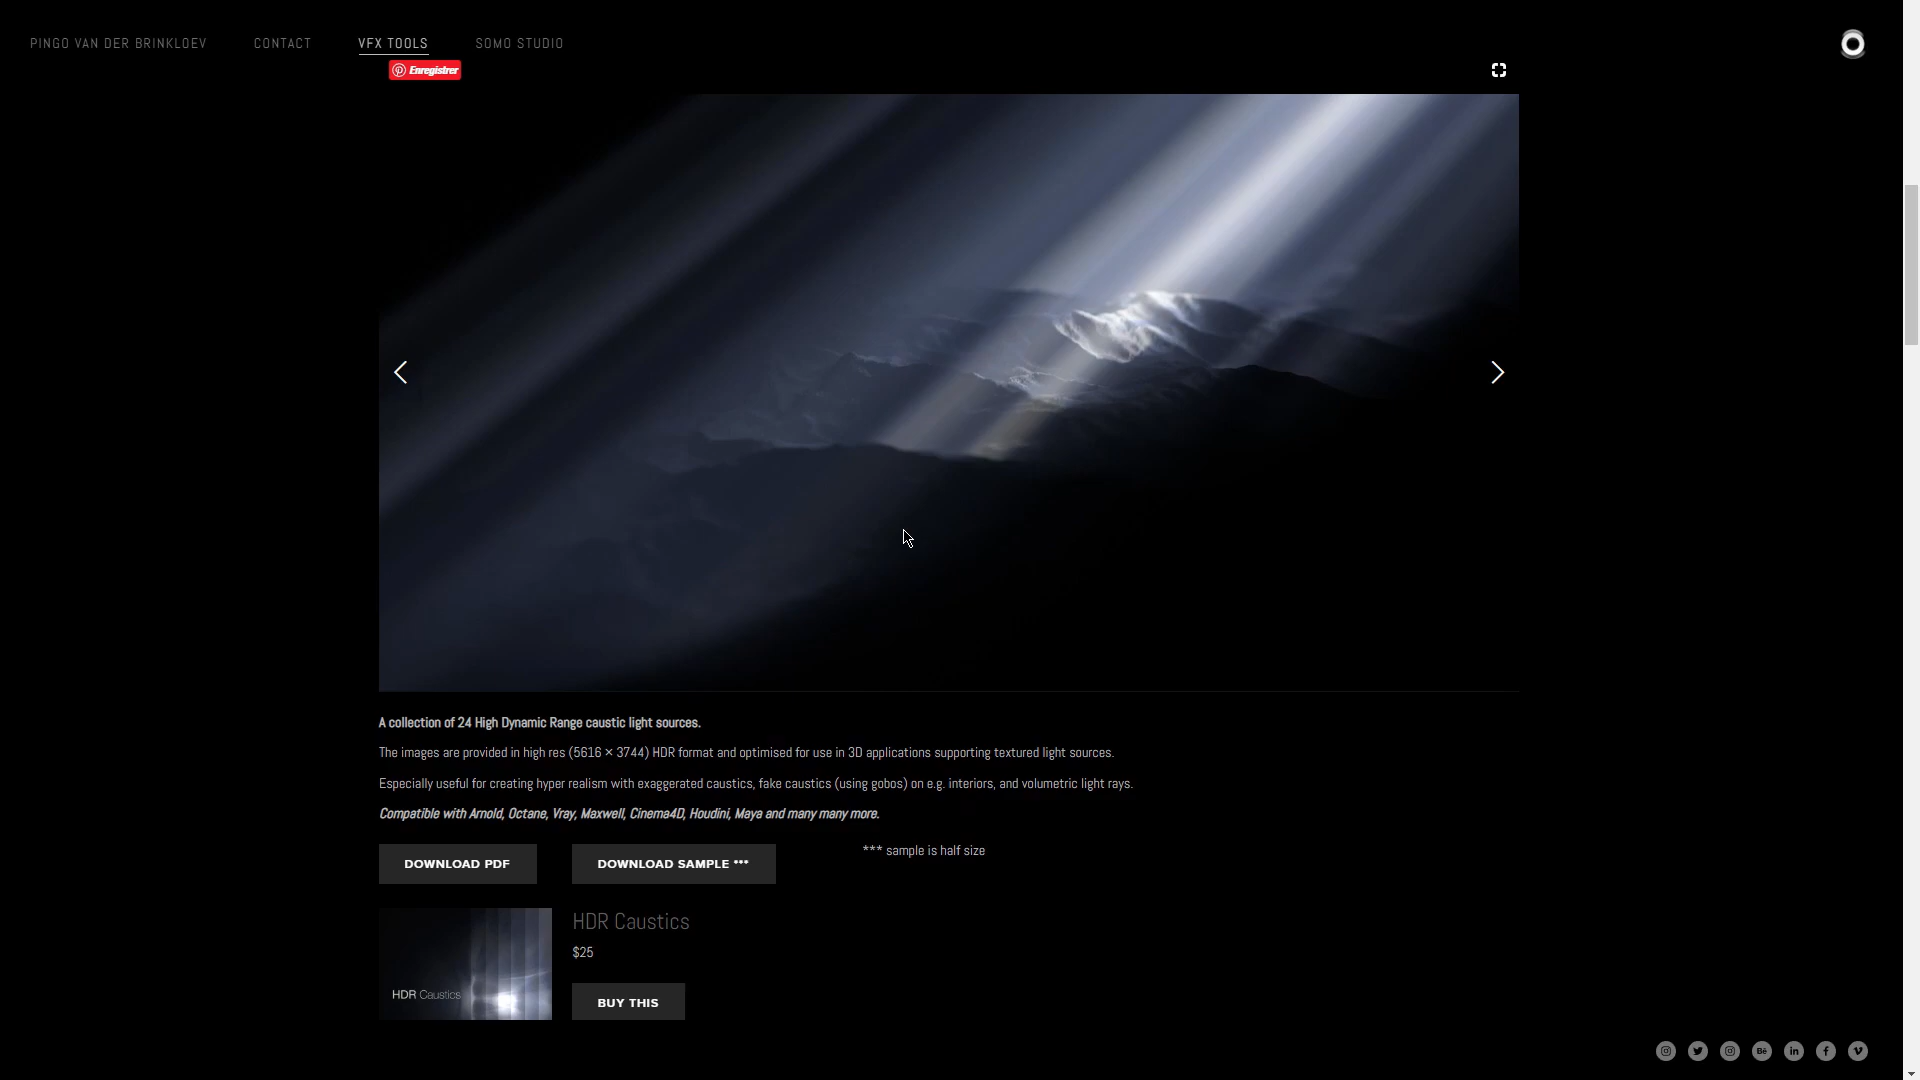 PINGO VAN DER BRINKLOEV
CONTACT
VFX TOOLS
SOMO STUDIO
Enregistrer
A collection of 24 High Dynamic Range caustic light sources.
The images are provided in high res (5616 × 3744) HDR format and optimised for use in 3D applications supporting textured light sources.
Especially useful for creating hyper realism with exaggerated caustics, fake caustics (using gobos) on e.g. interiors, and volumetric light rays.
Compatible with Arnold, Octane, Vray, Maxwell, Cinema4D, Houdini, Maya and many many more.
DOWNLOAD PDF
DOWNLOAD SAMPLE ***
*** sample is half size
HDR Caustics
HDR Caustics
$25
BUY THIS